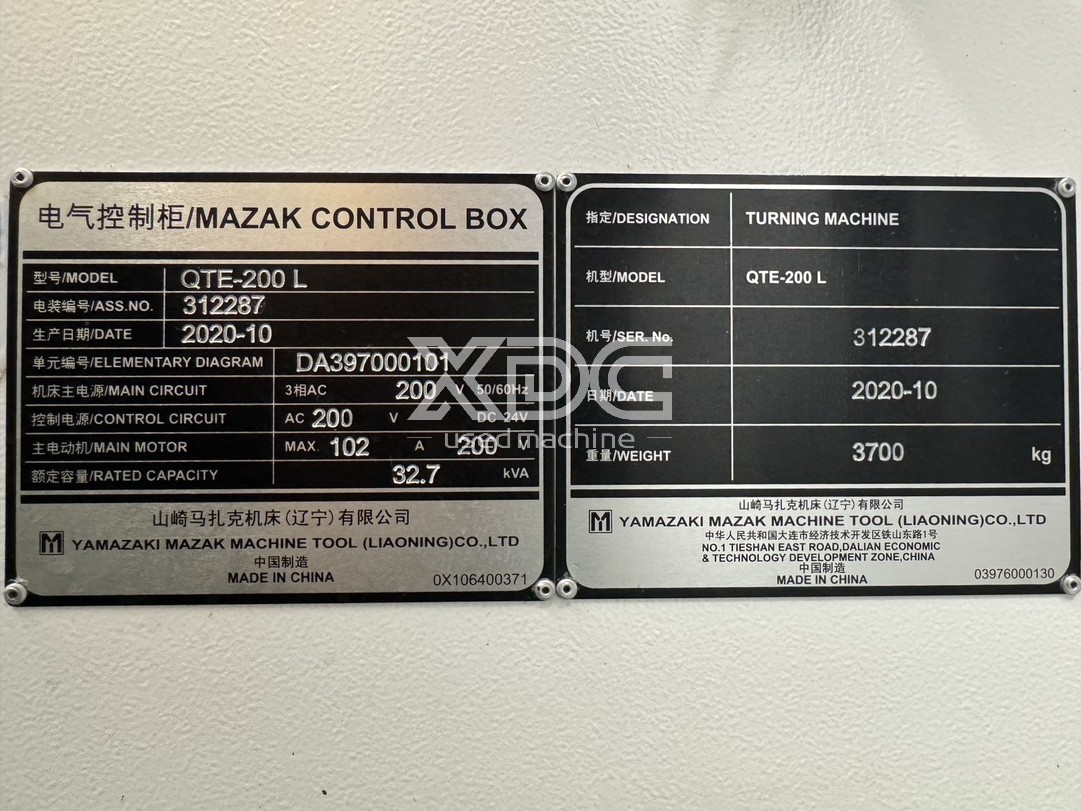 电气控制柜/MAZAK CONTROL BOX
型号/MODEL QTE-200 L
电装编号/ASS.NO. 312287
生产日期/DATE 2020-10
单元编号/ELEMENTARY DIAGRAM DA397000101
机床主电源/MAIN CIRCUIT 3相AC 200 V 50/60Hz
控制电源/CONTROL CIRCUIT AC 200 V DC 24V
主电动机/MAIN MOTOR MAX. 102 A 200 M
额定容量/RATED CAPACITY 32.7 kVA
山崎马扎克机床(辽宁)有限公司
YAMAZAKI MAZAK MACHINE TOOL (LIAONING)CO.,LTD
中国制造
MADE IN CHINA 0X106400371
指定/DESIGNATION TURNING MACHINE
机型/MODEL QTE-200 L
机号/SER. No. 312287
日期/DATE 2020-10
重量/WEIGHT 3700 kg
山崎马扎克机床(辽宁)有限公司
YAMAZAKI MAZAK MACHINE TOOL (LIAONING)CO.,LTD
中华人民共和国大连市经济技术开发区铁山东路1号
NO.1 TIESHAN EAST ROAD,DALIAN ECONOMIC
& TECHNOLOGY DEVELOPMENT ZONE,CHINA
中国制造
MADE IN CHINA 03976000130
XDG
used machine